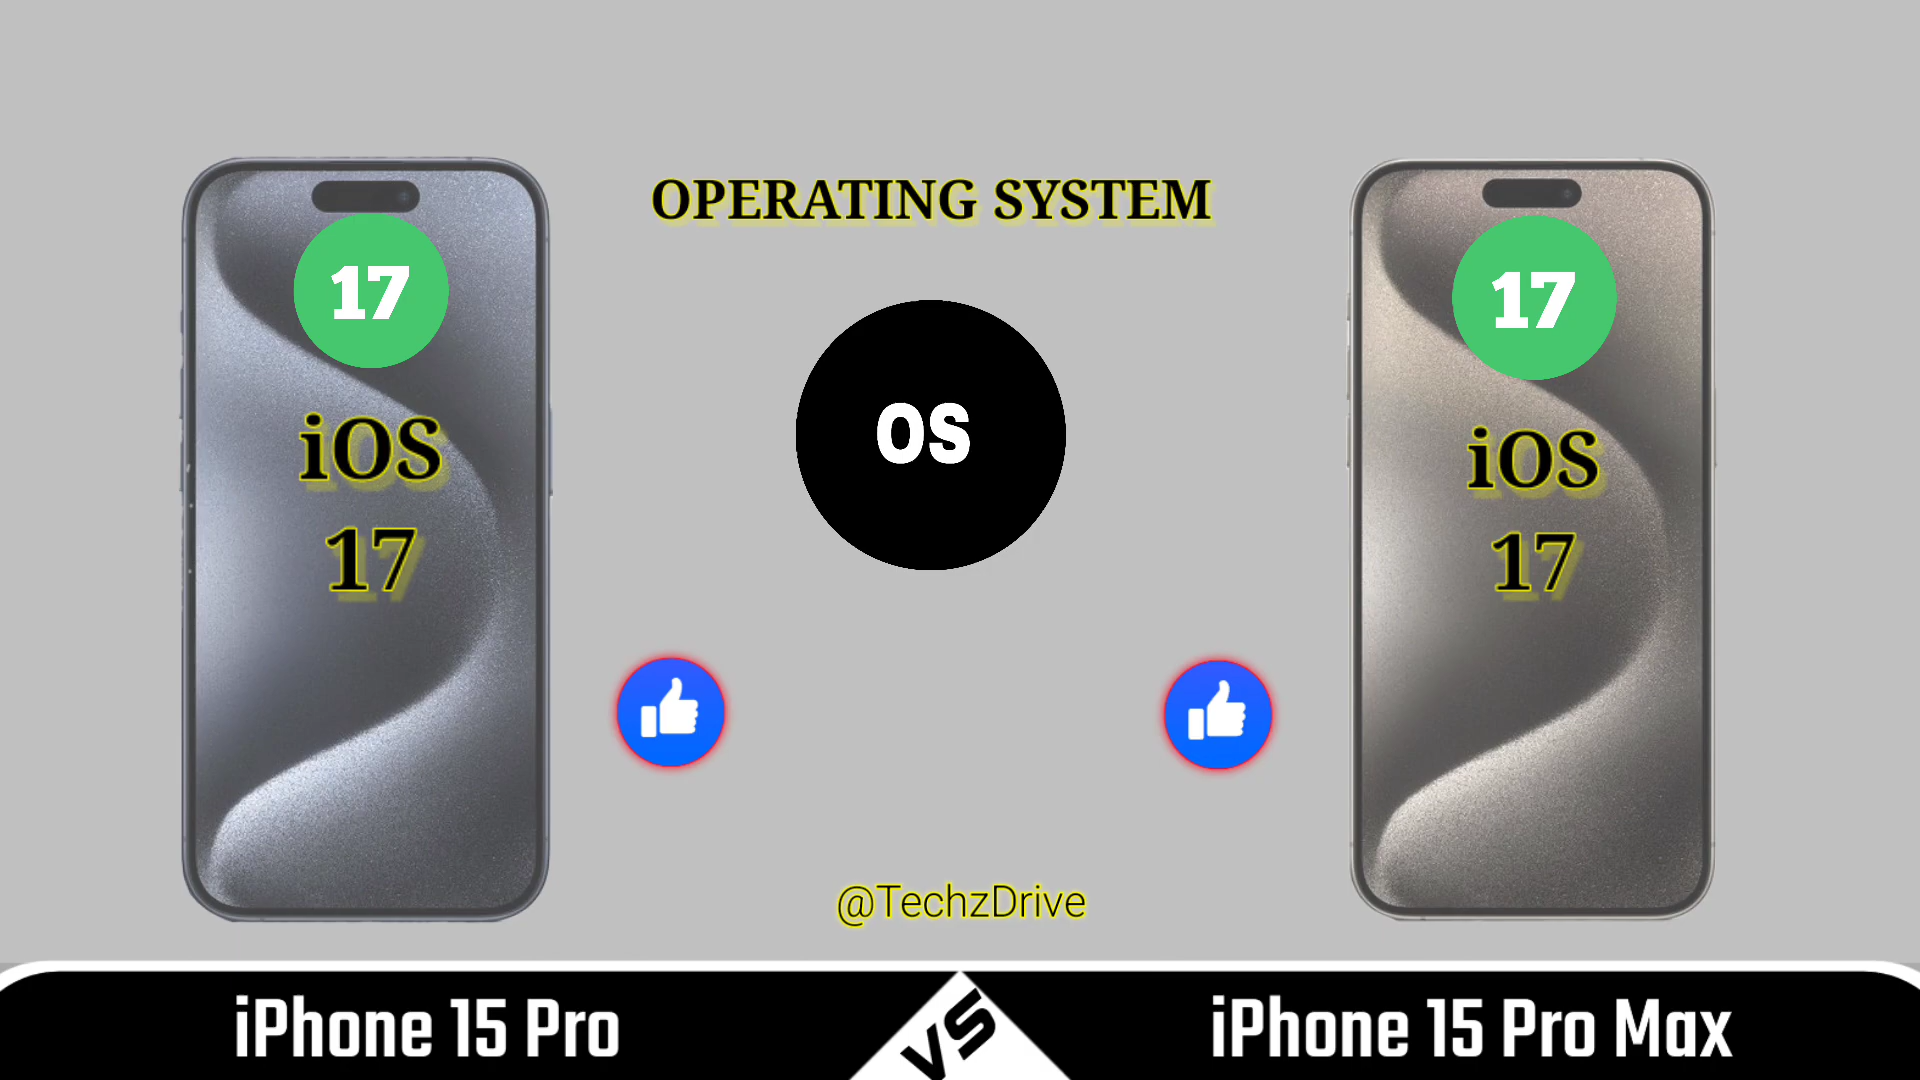 OPERATING SYSTEM
17
iOS
17
OS
17
iOS
17
@TechzDrive
iPhone 15 Pro
VS
iPhone 15 Pro Max